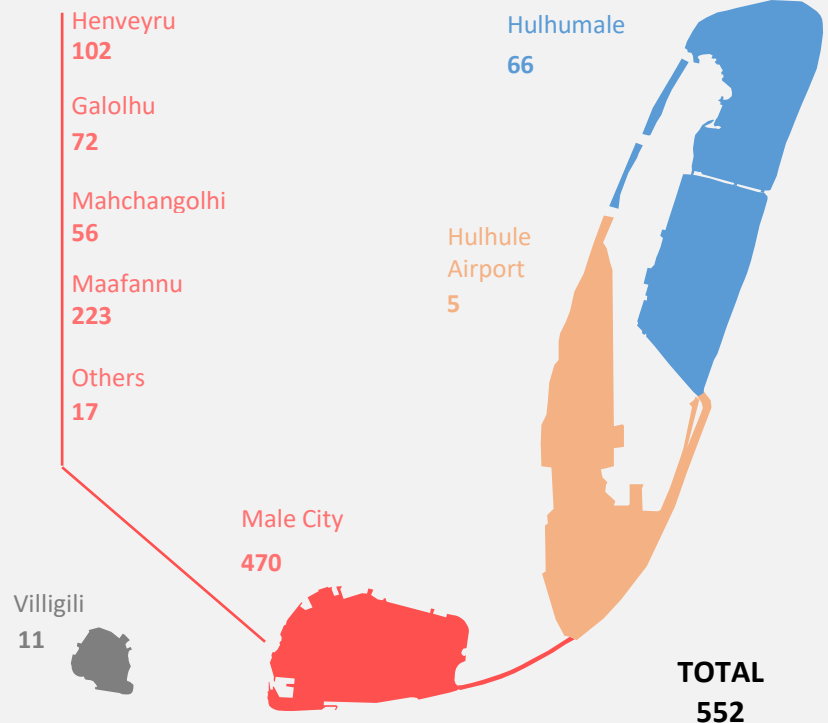 Henveyru
102
Galolhu
72
Mahchangolhi
56
Maafannu
223
Others
17
Hulhumale
66
Hulhule
Airport
5
Male City
470
Villigili
11
TOTAL
552